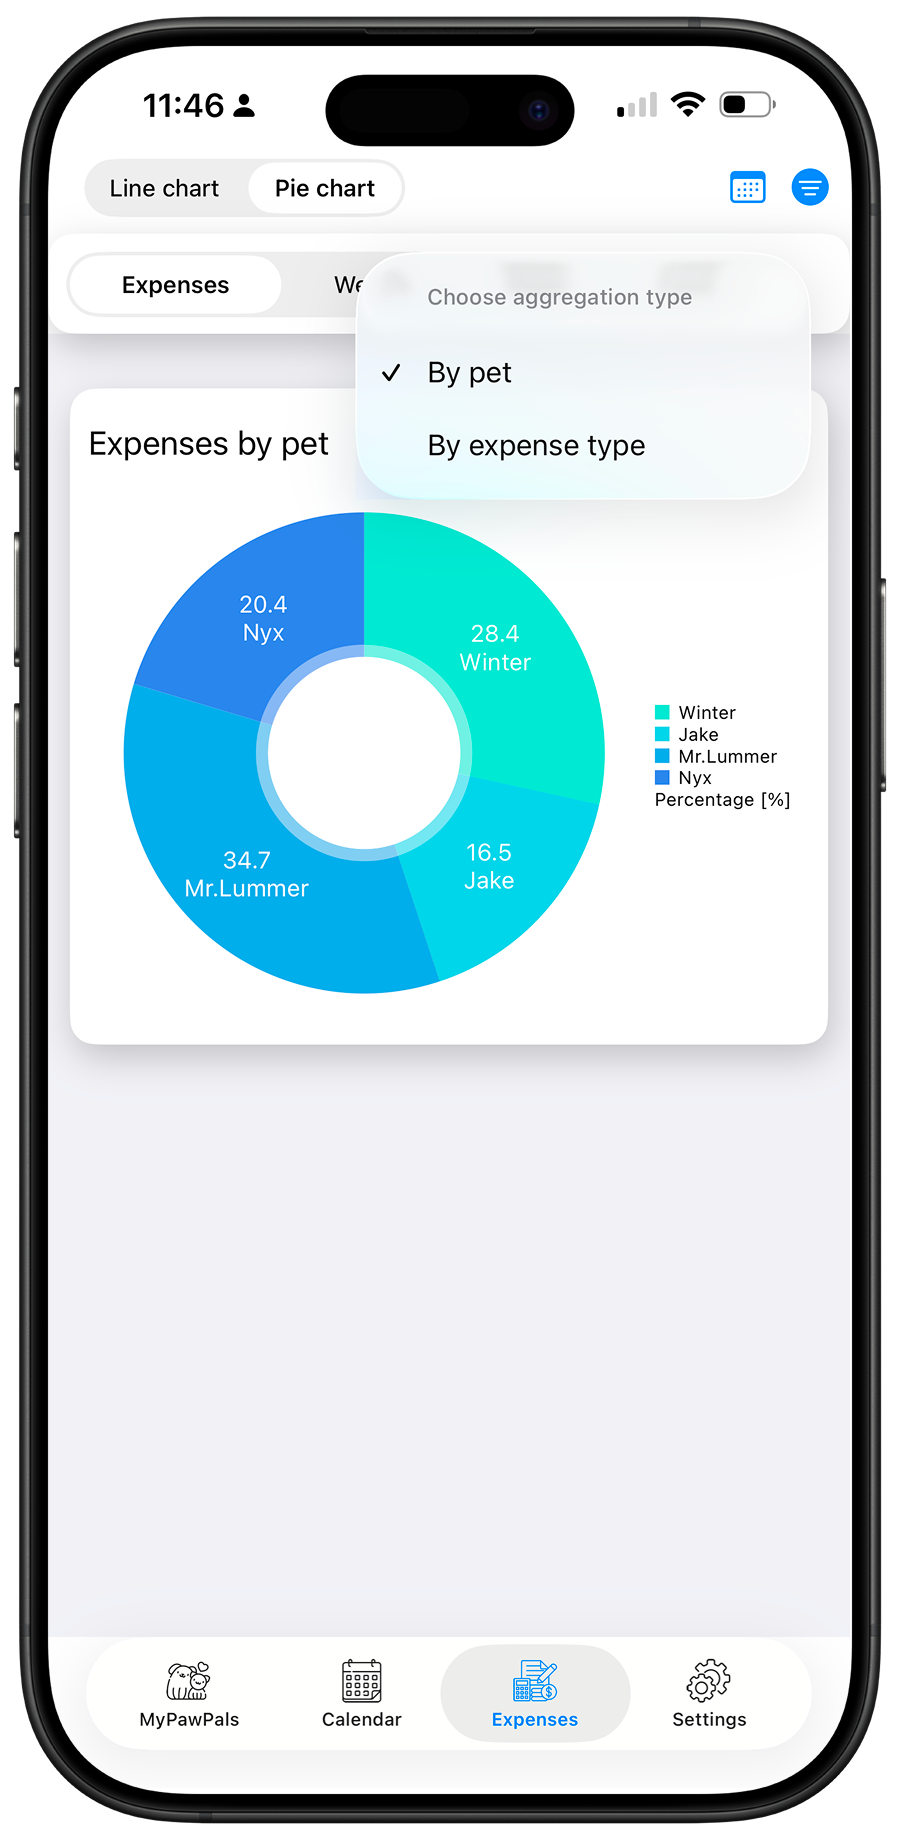 11:46
Line chart
Pie chart
Expenses
Choose aggregation type
By pet
By expense type
Expenses by pet
20.4
Nyx
28.4
Winter
34.7
Mr.Lummer
16.5
Jake
Winter
Jake
Mr.Lummer
Nyx
Percentage [%]
MyPawPals
Calendar
Expenses
Settings